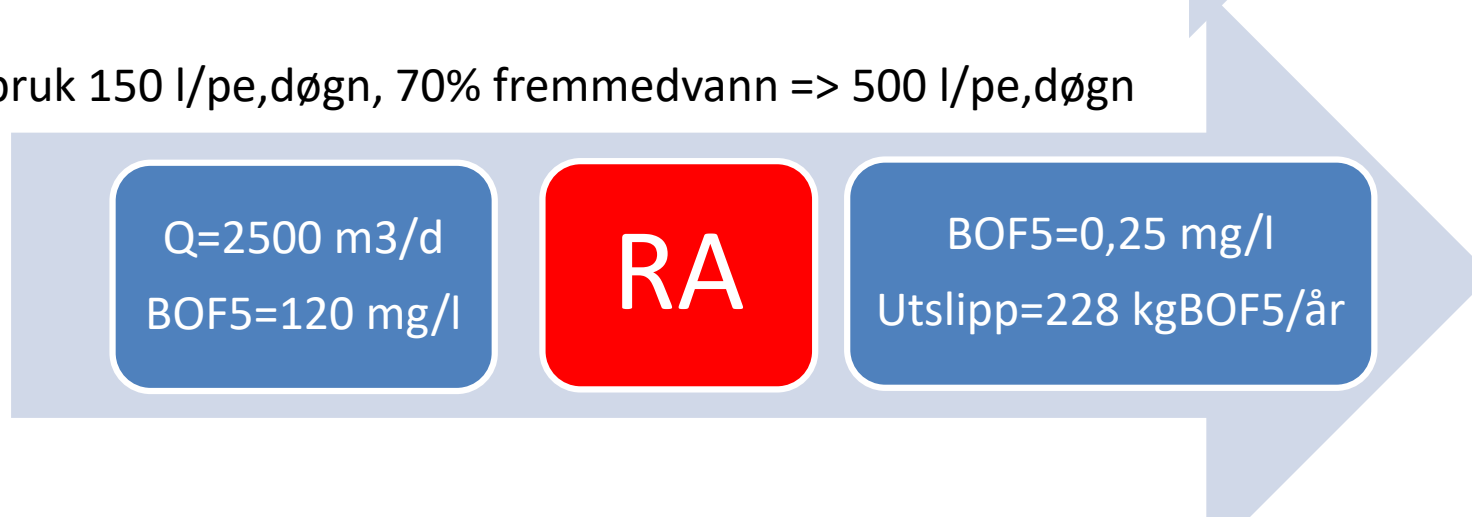 bruk 150 l/pe,døgn, 70% fremmedvann => 500 l/pe,døgn
Q=2500 m3/d
BOF5=120 mg/l
RA
BOF5=0,25 mg/l
Utslipp=228 kgBOF5/år